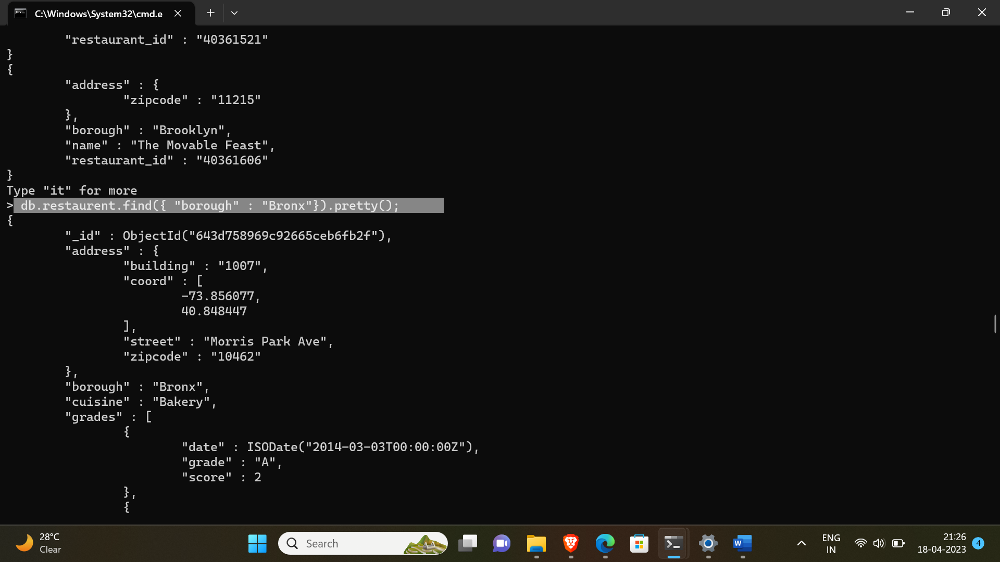 C:\Windows\System32\cmd.e
"restaurant_id" : "40361521"
}
{
"address" : {
"zipcode" : "11215"
},
"borough" : "Brooklyn",
"name" : "The Movable Feast",
"restaurant_id" : "40361606"
}
Type "it" for more
> db.restaurent.find({ "borough" : "Bronx"}).pretty();
{
"_id" : ObjectId("643d758969c92665ceb6fb2f"),
"address" : {
"building" : "1007",
"coord" : [
-73.856077,
40.848447
],
"street" : "Morris Park Ave",
"zipcode" : "10462"
},
"borough" : "Bronx",
"cuisine" : "Bakery",
"grades" : [
{
"date" : ISODate("2014-03-03T00:00:00Z"),
"grade" : "A",
"score" : 2
},
{
28°C
Clear
Search
W
ENG
IN
21:26
18-04-2023
4